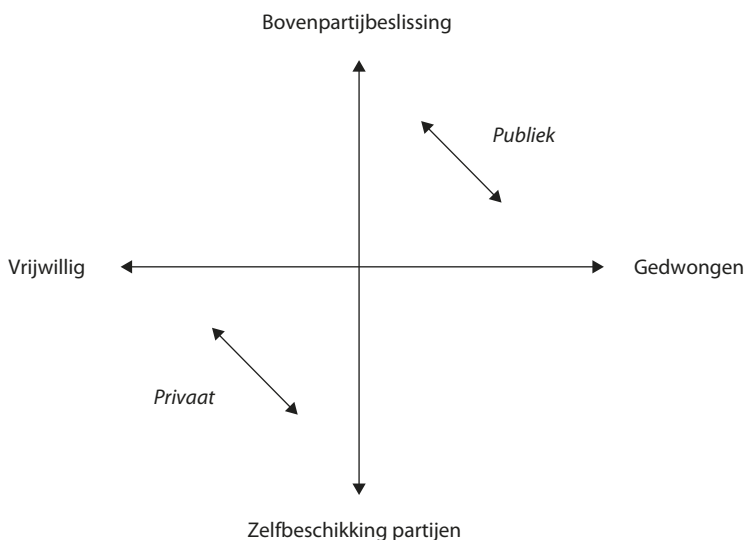 Bovenpartijbeslissing
Publiek
Vrijwillig
Gedwongen
Privaat
Zelfbeschikking partijen